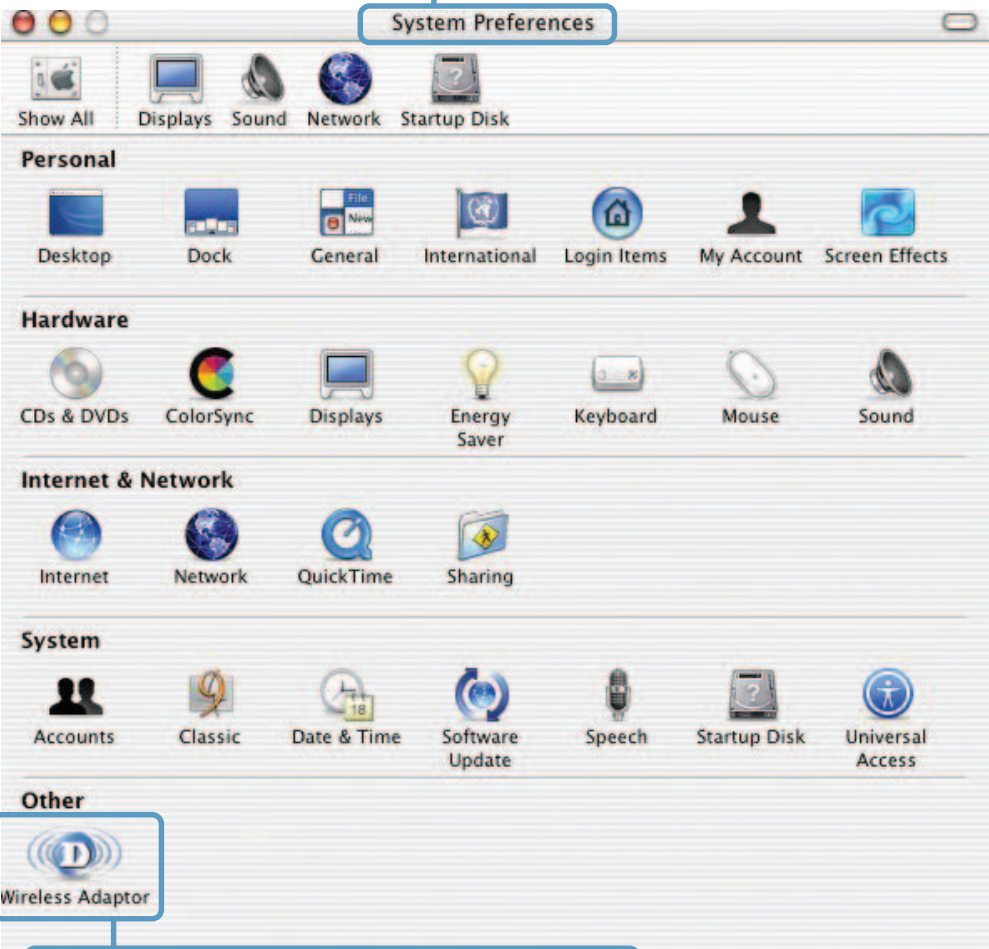 System Preferences
Show All Displays Sound Network Startup Disk
Personal
File
New
Desktop Dock General International Login Items My Account Screen Effects
Hardware
CDs & DVDs ColorSync Displays Energy Saver Keyboard Mouse Sound
Internet & Network
Internet Network QuickTime Sharing
System
18
Accounts Classic Date & Time Software Update Speech Startup Disk Universal Access
Other
D
Wireless Adaptor